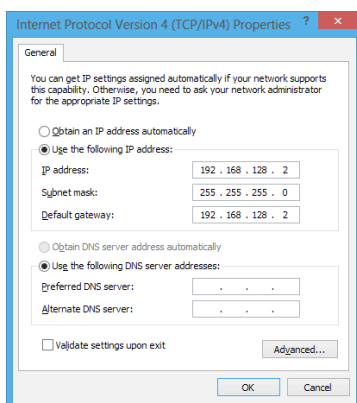 Internet Protocol Version 4 (TCP/IPv4) Properties ? ×
General
You can get IP settings assigned automatically if your network supports
this capability. Otherwise, you need to ask your network administrator
for the appropriate IP settings.
Obtain an IP address automatically
Use the following IP address:
IP address: 192 . 168 . 128 . 2
Subnet mask: 255 . 255 . 255 . 0
Default gateway: 192 . 168 . 128 . 2
Obtain DNS server address automatically
Use the following DNS server addresses:
Preferred DNS server: . . .
Alternate DNS server: . . .
Validate settings upon exit
Advanced...
OK Cancel